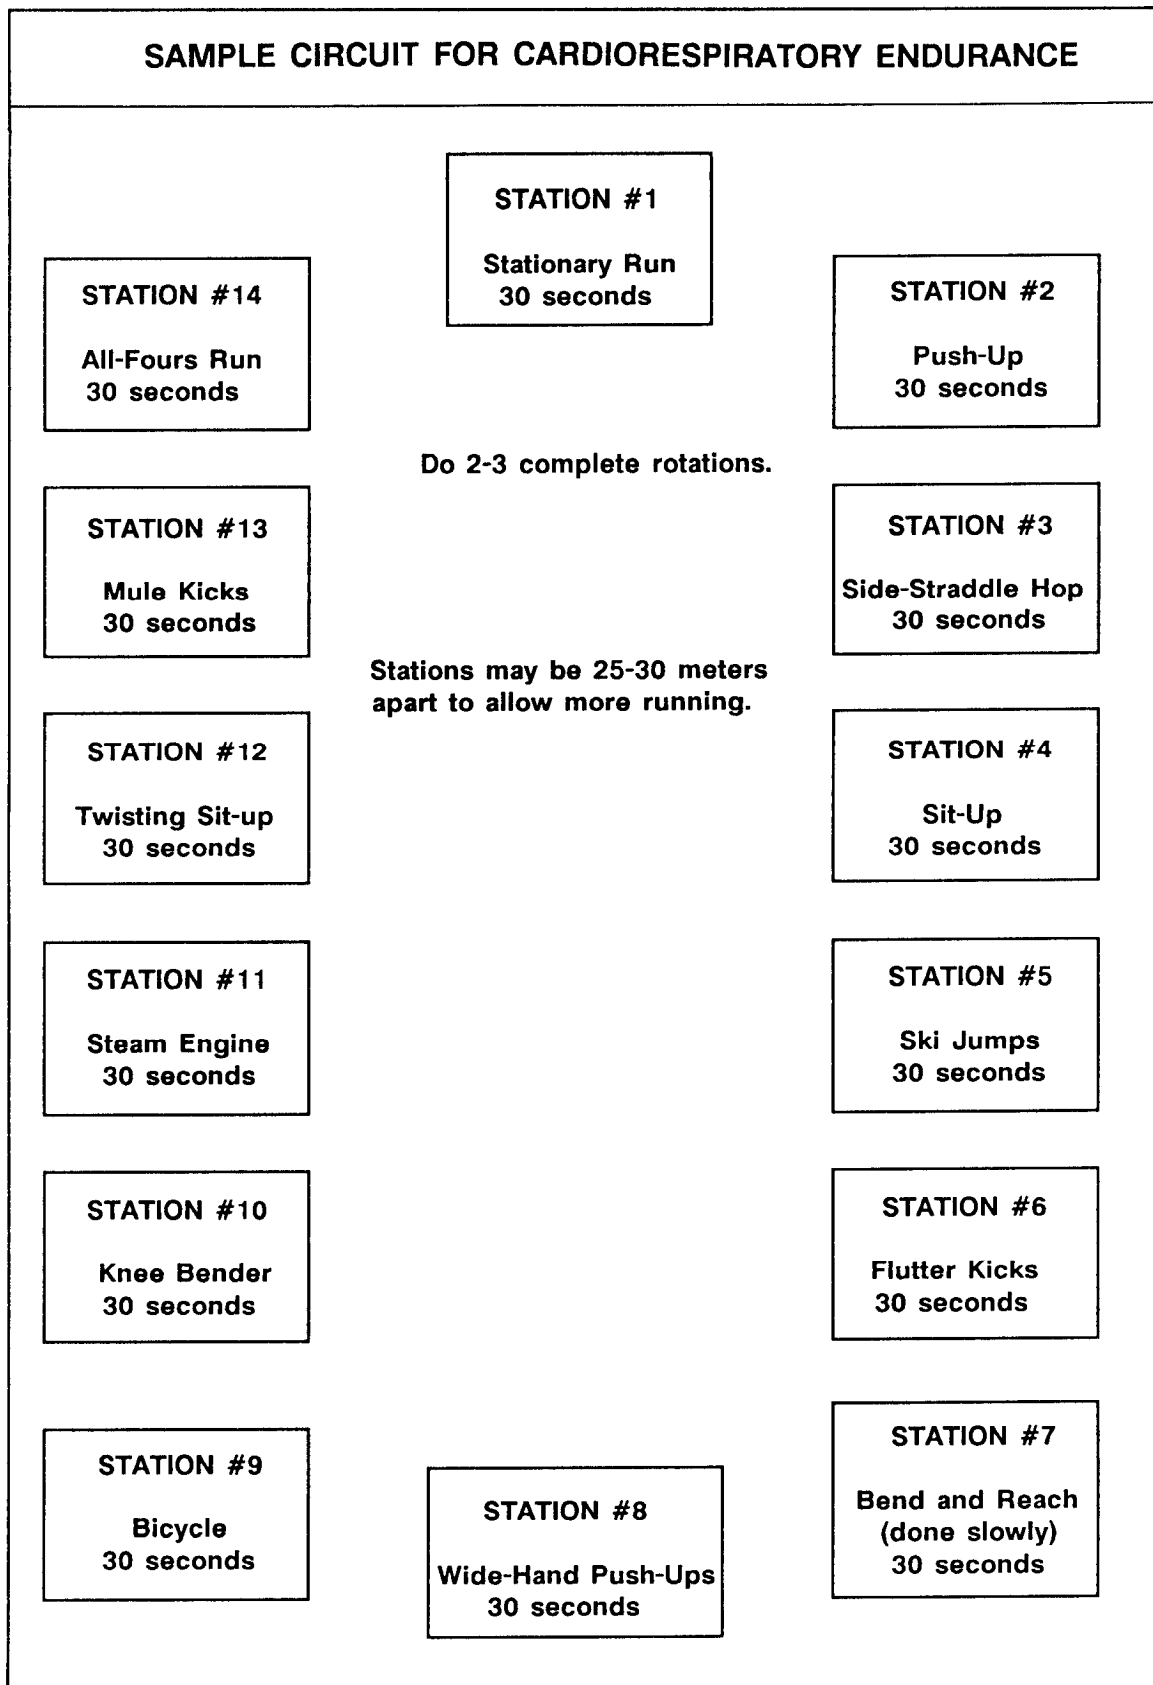 SAMPLE CIRCUIT FOR CARDIORESPIRATORY ENDURANCE
STATION #1
Stationary Run
30 seconds
STATION #2
Push-Up
30 seconds
STATION #3
Side-Straddle Hop
30 seconds
STATION #4
Sit-Up
30 seconds
STATION #5
Ski Jumps
30 seconds
STATION #6
Flutter Kicks
30 seconds
STATION #7
Bend and Reach
(done slowly)
30 seconds
STATION #8
Wide-Hand Push-Ups
30 seconds
STATION #9
Bicycle
30 seconds
STATION #10
Knee Bender
30 seconds
STATION #11
Steam Engine
30 seconds
STATION #12
Twisting Sit-up
30 seconds
STATION #13
Mule Kicks
30 seconds
STATION #14
All-Fours Run
30 seconds
Do 2-3 complete rotations.
Stations may be 25-30 meters
apart to allow more running.